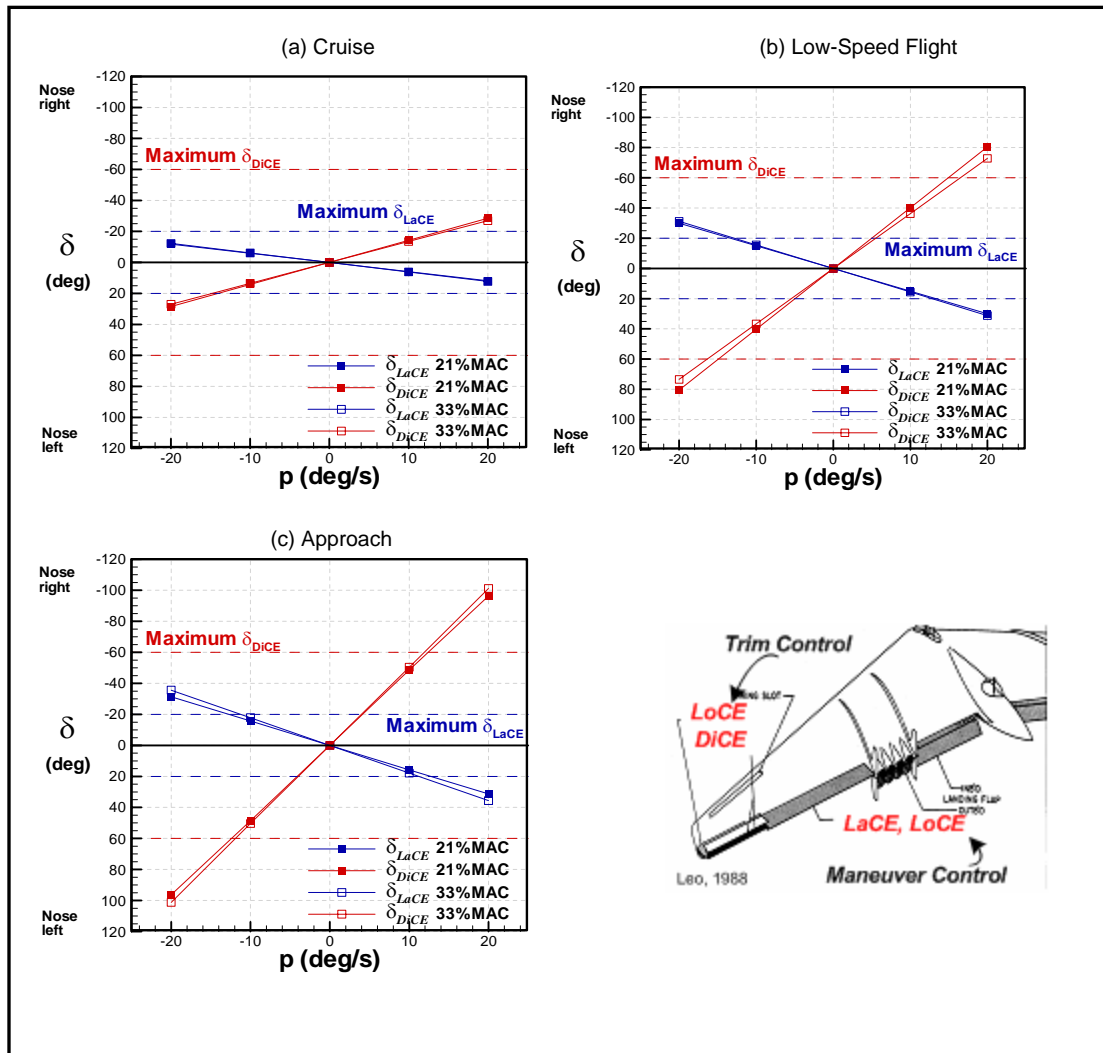 (a) Cruise
Nose right
-120
-100
-80
-60
-40
-20
0
20
40
60
80
100
120
Maximum δDiCE
Maximum δLaCE
δ
(deg)
δLaCE 21%MAC
δDiCE 21%MAC
δLaCE 33%MAC
δDiCE 33%MAC
Nose left
-20 -10 0 10 20
p (deg/s)
(b) Low-Speed Flight
Nose right
-120
-100
-80
-60
-40
-20
0
20
40
60
80
100
120
Maximum δDiCE
Maximum δLaCE
δ
(deg)
δLaCE 21%MAC
δDiCE 21%MAC
δDiCE 33%MAC
δDiCE 33%MAC
Nose left
-20 -10 0 10 20
p (deg/s)
(c) Approach
Nose right
-120
-100
-80
-60
-40
-20
0
20
40
60
80
100
120
Maximum δDiCE
Maximum δLaCE
δ
(deg)
δLaCE 21%MAC
δDiCE 21%MAC
δLaCE 33%MAC
δDiCE 33%MAC
Nose left
-20 -10 0 10 20
p (deg/s)
Trim Control
SLOT
LoCE
DiCE
LANDING FLAP
LaCE, LoCE
Leo, 1988
Maneuver Control